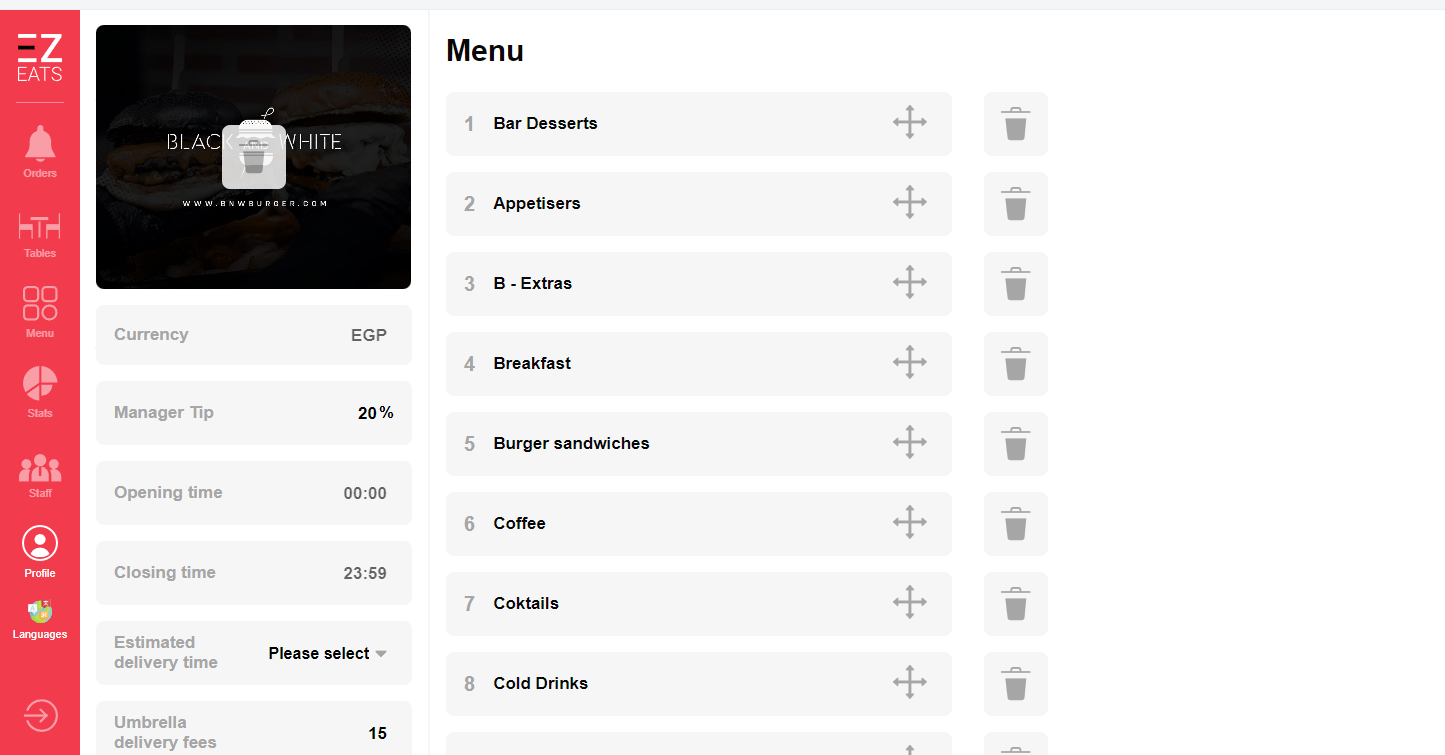 EZ
EATS
Orders
Tables
Menu
Stats
Staff
Profile
Languages
BLACK AND WHITE
WWW.BNWBURGER.COM
Currency EGP
Manager Tip 20%
Opening time 00:00
Closing time 23:59
Estimated
delivery time
Please select
Umbrella
delivery fees
15
Menu
1 Bar Desserts
2 Appetisers
3 B - Extras
4 Breakfast
5 Burger sandwiches
6 Coffee
7 Coktails
8 Cold Drinks